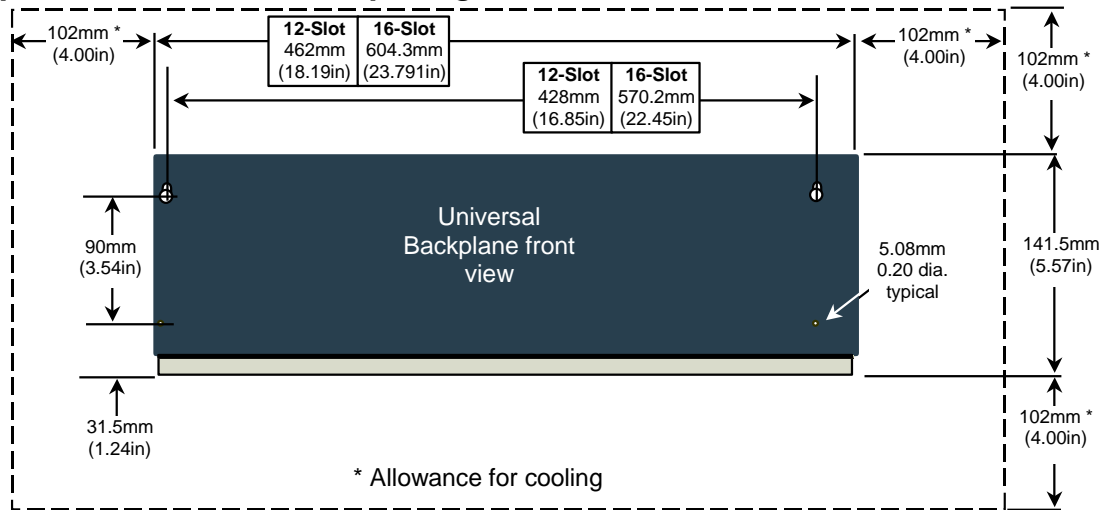 102mm *
(4.00in)
12-Slot 16-Slot
462mm 604.3mm
(18.19in) (23.791in)
102mm *
(4.00in)
102mm *
(4.00in)
12-Slot 16-Slot
428mm 570.2mm
(16.85in) (22.45in)
Universal
Backplane front
view
90mm
(3.54in)
5.08mm
0.20 dia.
typical
141.5mm
(5.57in)
31.5mm
(1.24in)
102mm *
(4.00in)
* Allowance for cooling